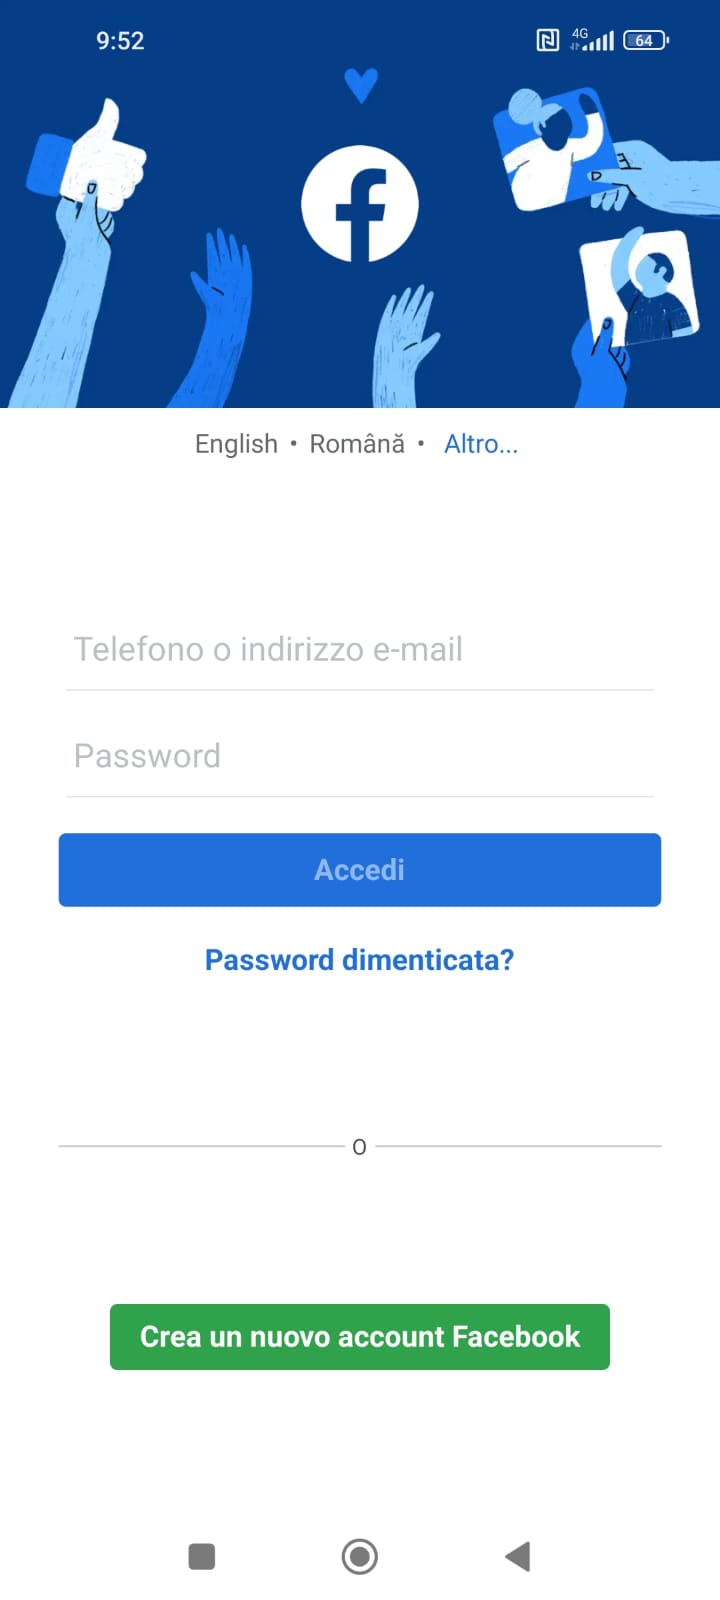 9:52
4G
64
English • Română • Altro...
Telefono o indirizzo e-mail
Password
Accedi
Password dimenticata?
o
Crea un nuovo account Facebook